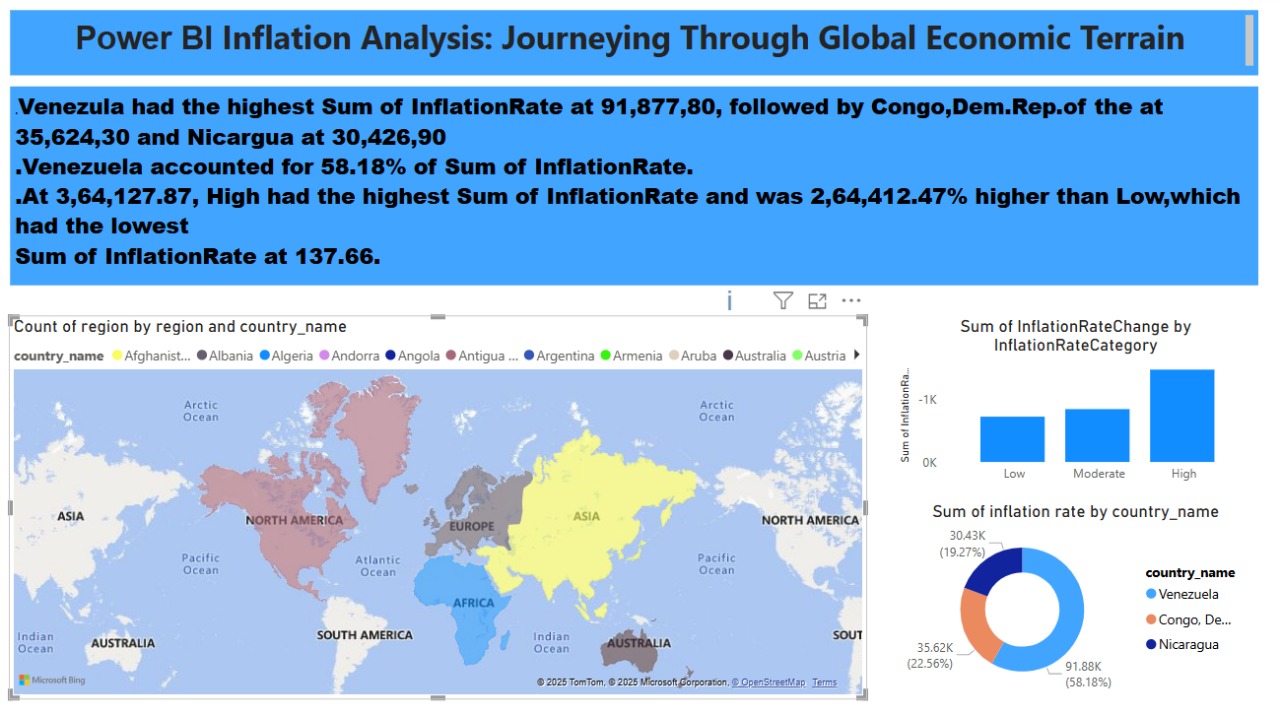 Power BI Inflation Analysis: Journeying Through Global Economic Terrain
.Venezula had the highest Sum of InflationRate at 91,877,80, followed by Congo,Dem.Rep.of the at
35,624,30 and Nicargua at 30,426,90
.Venezuela accounted for 58.18% of Sum of InflationRate.
.At 3,64,127.87, High had the highest Sum of InflationRate and was 2,64,412.47% higher than Low,which
had the lowest
Sum of InflationRate at 137.66.
Count of region by region and country_name
country_name Afghanist... Albania Algeria Andorra Angola Antigua ... Argentina Armenia Aruba Australia Austria
Arctic
Ocean
Arctic
Ocean
ASIA
NORTH AMERICA
EUROPE
ASIA
NORTH AMERICA
Pacific
Ocean
Atlantic
Ocean
Pacific
Ocean
AFRICA
Indian
Ocean
AUSTRALIA
SOUTH AMERICA
Indian
Ocean
AUSTRALIA
SOUT
Microsoft Bing
© 2025 TomTom, © 2025 Microsoft Corporation, © OpenStreetMap Terms
Sum of InflationRateChange by
InflationRateCategory
Sum of InflationRa...
-1K
0K
Low
Moderate
High
Sum of inflation rate by country_name
30.43K
(19.27%)
35.62K
(22.56%)
91.88K
(58.18%)
country_name
Venezuela
Congo, De...
Nicaragua